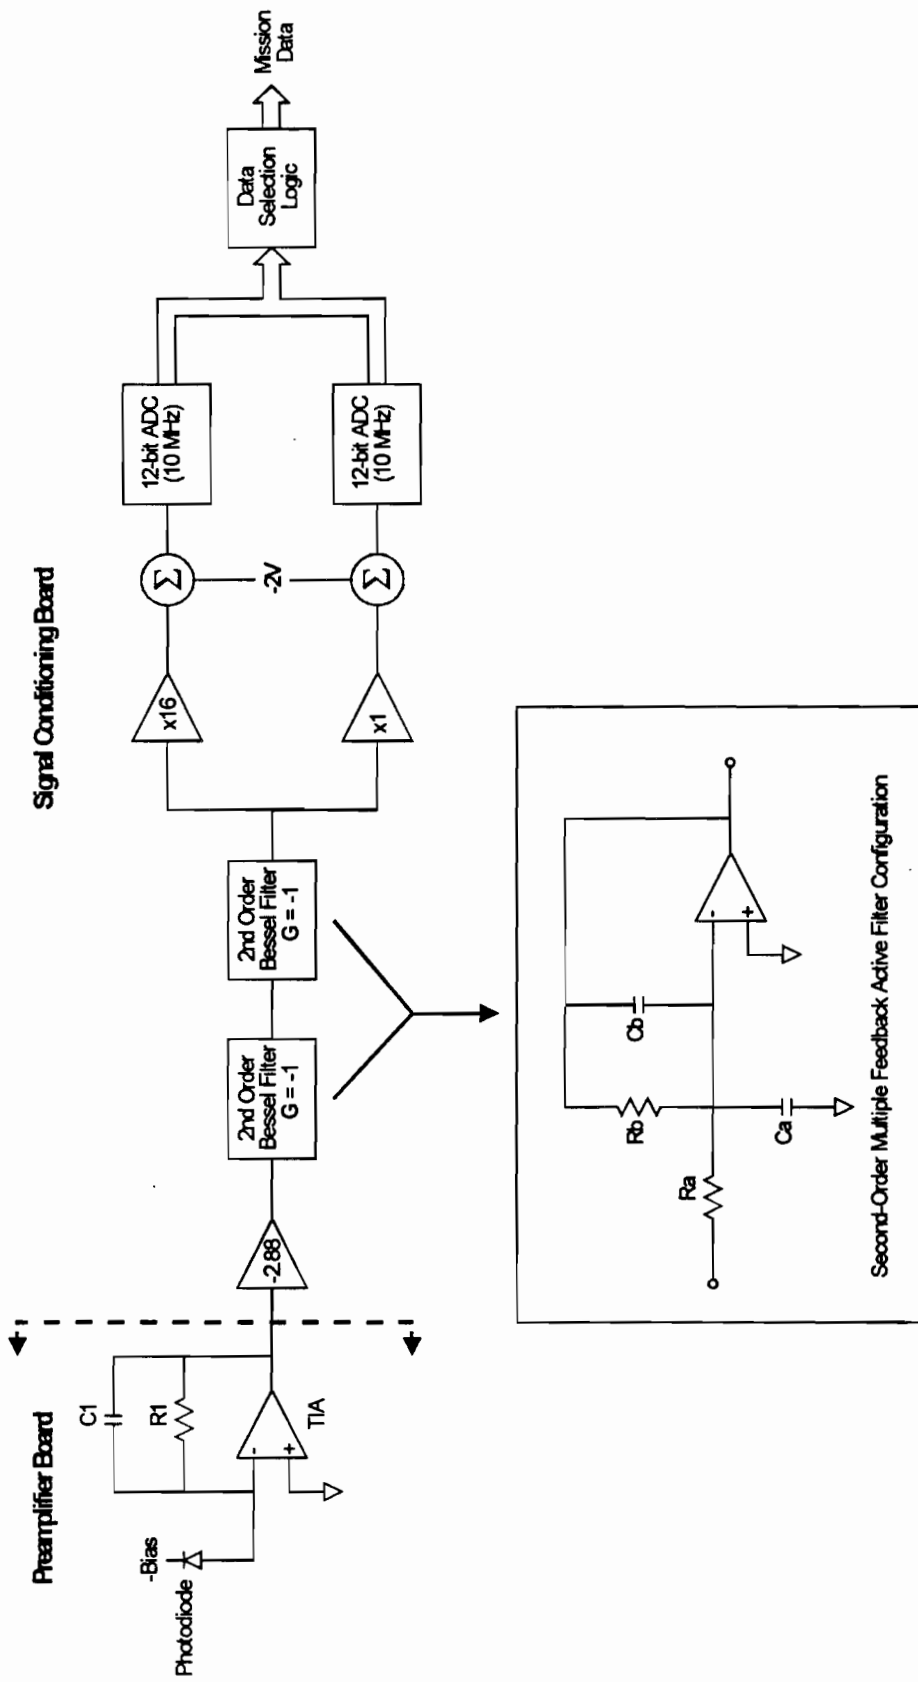 Preamplifier Board
Signal Conditioning Board
-Bias
Photodiode
C1
R1
-
+
TIA
-2.88
2nd Order
Bessel Filter
G = -1
2nd Order
Bessel Filter
G = -1
x16
x1
Σ
-2V
Σ
12-bit ADC
(10 MHz)
12-bit ADC
(10 MHz)
Data
Selection
Logic
Mission
Data
Ra
Rb
Ca
Cb
-
+
Second-Order Multiple Feedback Active Filter Configuration